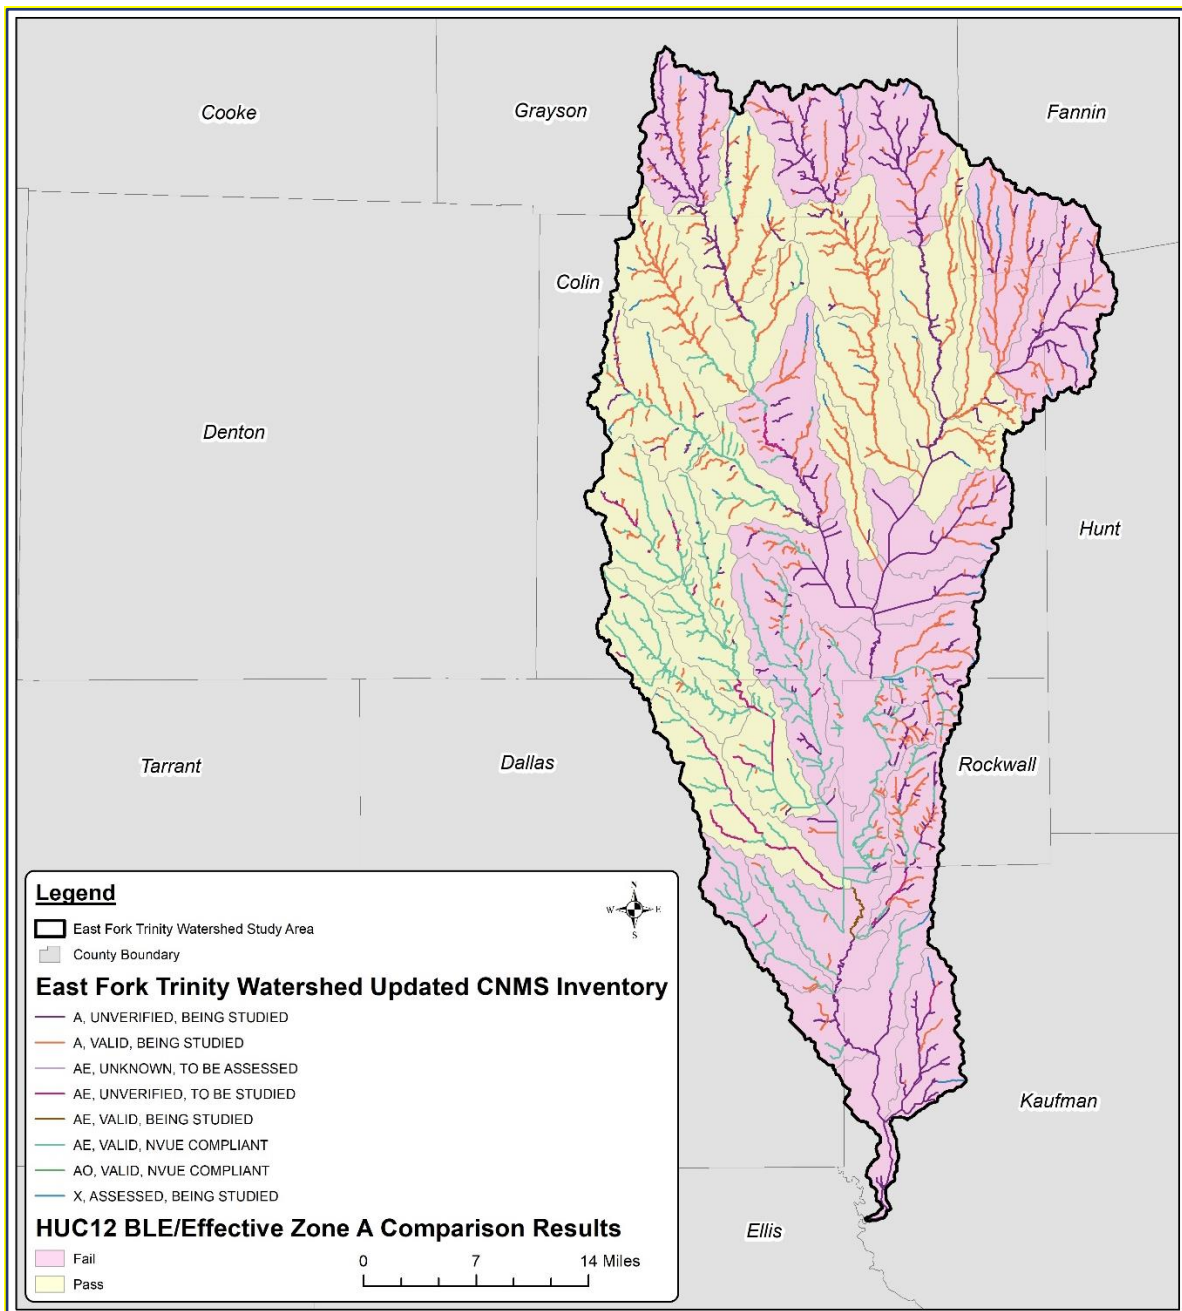 Cooke
Grayson
Fannin
Colin
Denton
Hunt
Tarrant
Dallas
Rockwall
Kaufman
Ellis
Legend
N
W E
S
East Fork Trinity Watershed Study Area
County Boundary
East Fork Trinity Watershed Updated CNMS Inventory
A, UNVERIFIED, BEING STUDIED
A, VALID, BEING STUDIED
AE, UNKNOWN, TO BE ASSESSED
AE, UNVERIFIED, TO BE STUDIED
AE, VALID, BEING STUDIED
AE, VALID, NVUE COMPLIANT
AO, VALID, NVUE COMPLIANT
X, ASSESSED, BEING STUDIED
HUC12 BLE/Effective Zone A Comparison Results
Fail
Pass
0 7 14 Miles